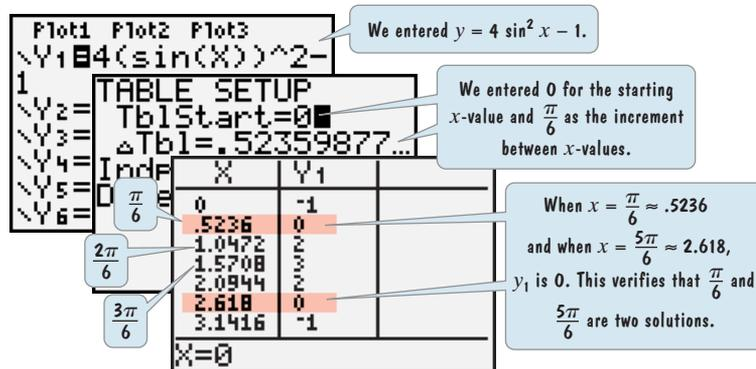 Plot1 Plot2 Plot3
\Y1=4(sin(X))^2-
1
\Y2=
\Y3=
\Y4=
\Y5=
\Y6=
We entered y = 4 sin² x − 1.
TABLE SETUP
TblStart=0
△Tbl=.52359877…
Inde
D
We entered 0 for the starting
x-value and π/6 as the increment
between x-values.
X Y1
0 -1
.5236 0
1.0472 2
1.5708 3
2.0944 2
2.618 0
3.1416 -1
X=0
π/6
2π/6
3π/6
When x = π/6 ≈ .5236
and when x = 5π/6 ≈ 2.618,
y₁ is 0. This verifies that π/6 and
5π/6 are two solutions.